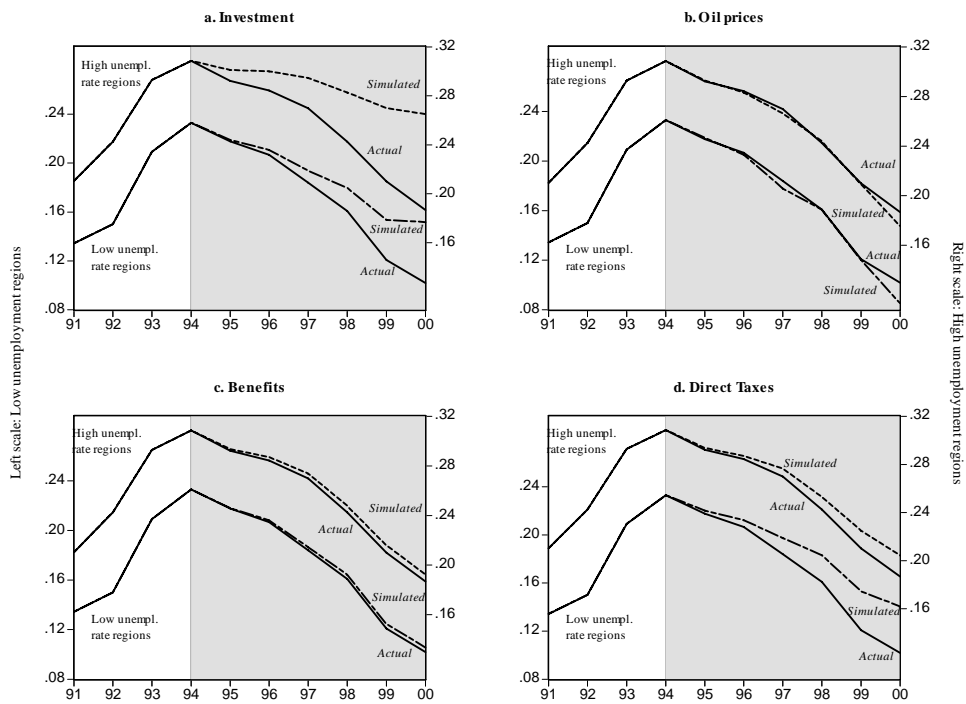 a. Investment
High unempl.
rate regions
Simulated
Actual
Simulated
Low unempl.
rate regions
Actual
.24
.20
.16
.12
.08
.32
.28
.24
.20
.16
91 92 93 94 95 96 97 98 99 00
b. Oil prices
High unempl.
rate regions
Actual
Simulated
Low unempl.
rate regions
Actual
Simulated
.24
.20
.16
.12
.08
.32
.28
.24
.20
.16
91 92 93 94 95 96 97 98 99 00
Left scale: Low unemployment regions
Right scale: High unemployment regions
c. Benefits
High unempl.
rate regions
Simulated
Actual
Simulated
Low unempl.
rate regions
Actual
.24
.20
.16
.12
.08
.32
.28
.24
.20
.16
91 92 93 94 95 96 97 98 99 00
d. Direct Taxes
High unempl.
rate regions
Simulated
Actual
Simulated
Low unempl.
rate regions
Actual
.24
.20
.16
.12
.08
.32
.28
.24
.20
.16
91 92 93 94 95 96 97 98 99 00